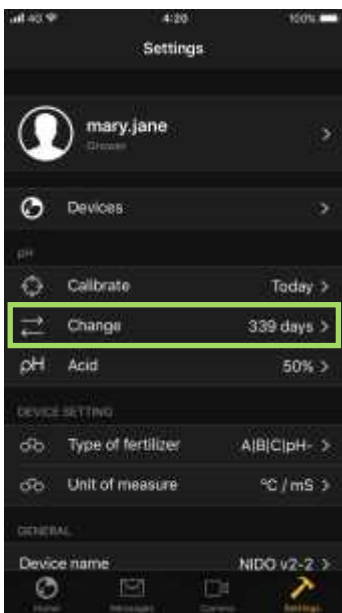 4G 4:20 100%
Settings
mary.jane
Grower
Devices >
pH
Calibrate Today >
Change 339 days >
pH Acid 50% >
DEVICE SETTING
Type of fertilizer A|B|C|pH- >
Unit of measure °C / mS >
GENERAL
Device name NIDO v2-2 >
Home Messages Camera Settings